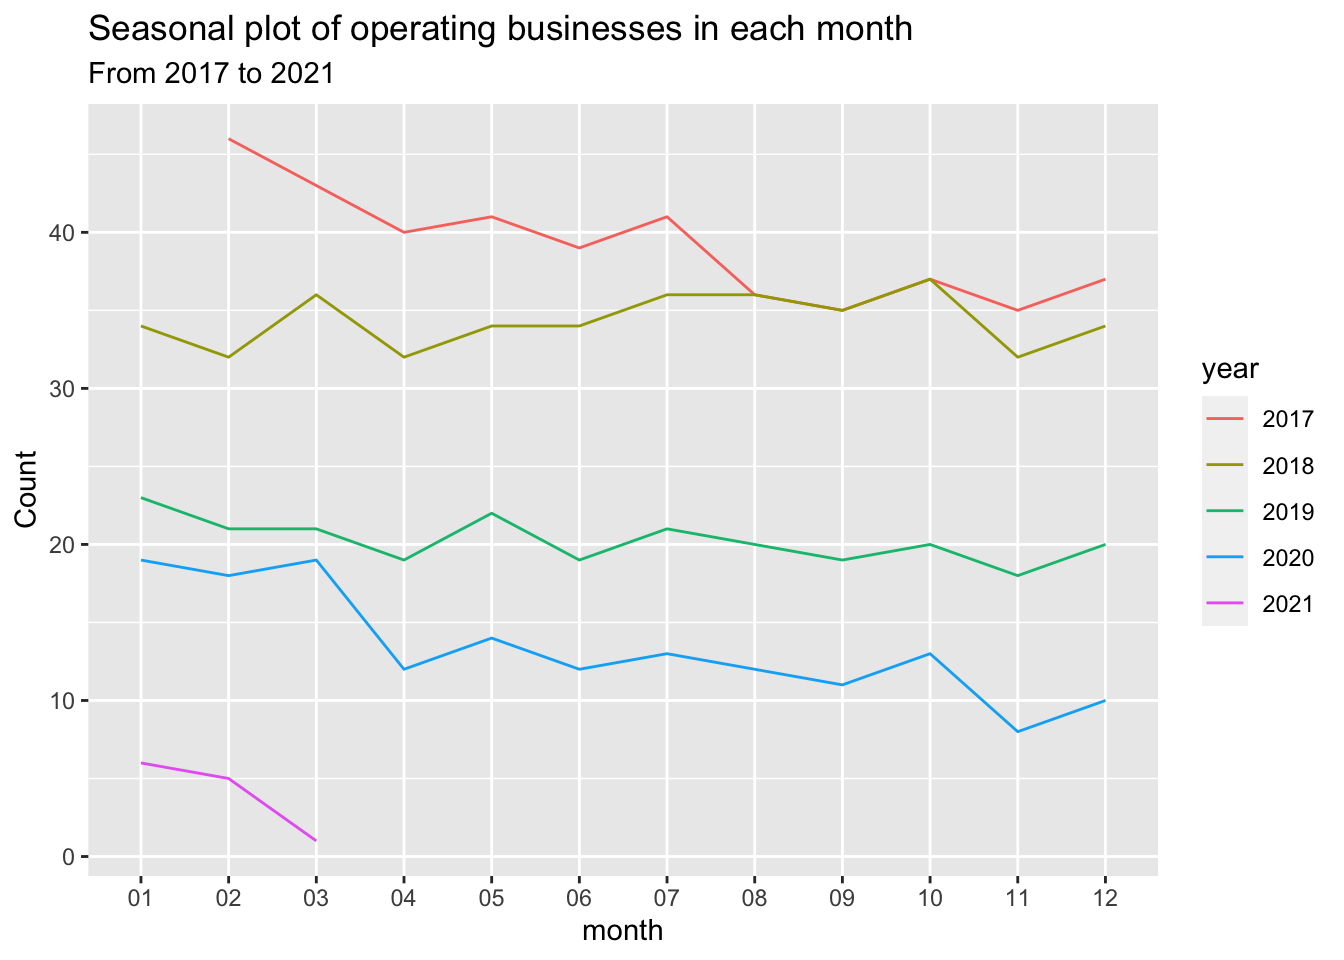 Seasonal plot of operating businesses in each month
From 2017 to 2021
Count
40
30
20
10
0
01 02 03 04 05 06 07 08 09 10 11 12
month
year
2017
2018
2019
2020
2021